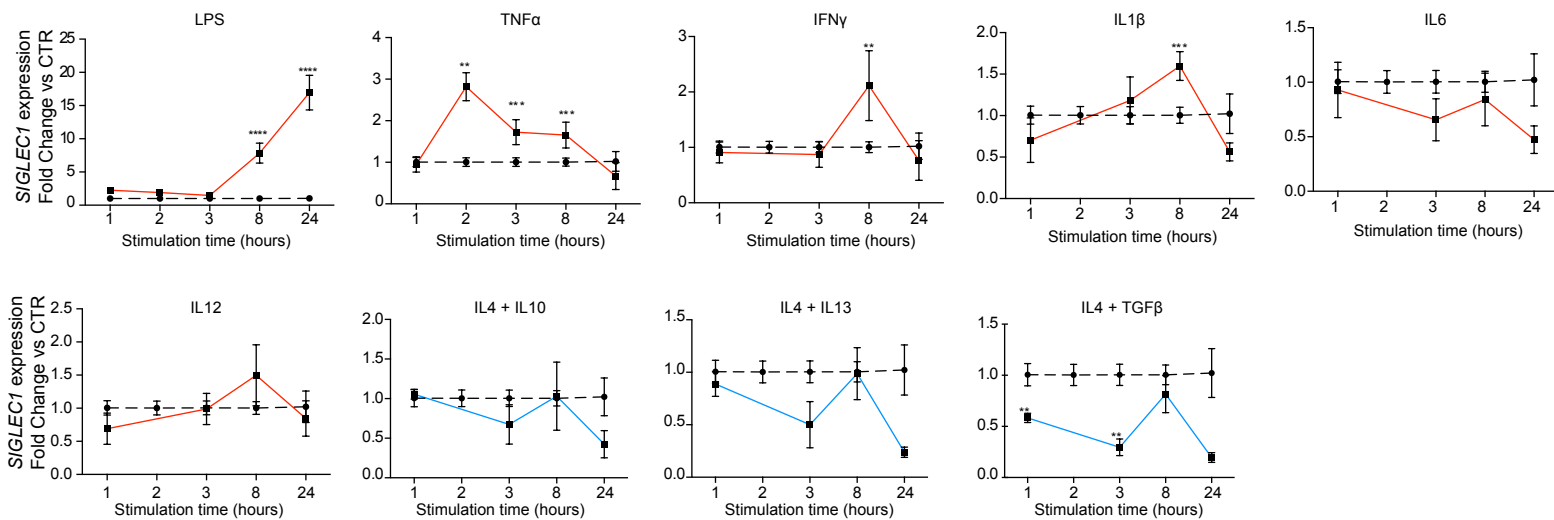 LPS
TNFα
IFNγ
IL1β
IL6
SIGLEC1 expression
Fold Change vs CTR
25
20
15
10
5
0
****
****
1 2 3 8 24
Stimulation time (hours)
4
3
2
1
0
**
***
***
1 2 3 8 24
Stimulation time (hours)
3
2
1
0
**
1 2 3 8 24
Stimulation time (hours)
2.0
1.5
1.0
0.5
0.0
***
1 2 3 8 24
Stimulation time (hours)
1.5
1.0
0.5
0.0
1 2 3 8 24
Stimulation time (hours)
IL12
IL4 + IL10
IL4 + IL13
IL4 + TGFβ
SIGLEC1 expression
Fold Change vs CTR
2.5
2.0
1.5
1.0
0.5
0.0
1 2 3 8 24
Stimulation time (hours)
2.0
1.5
1.0
0.5
0.0
1 2 3 8 24
Stimulation time (hours)
1.5
1.0
0.5
0.0
1 2 3 8 24
Stimulation time (hours)
1.5
1.0
0.5
0.0
**
**
1 2 3 8 24
Stimulation time (hours)